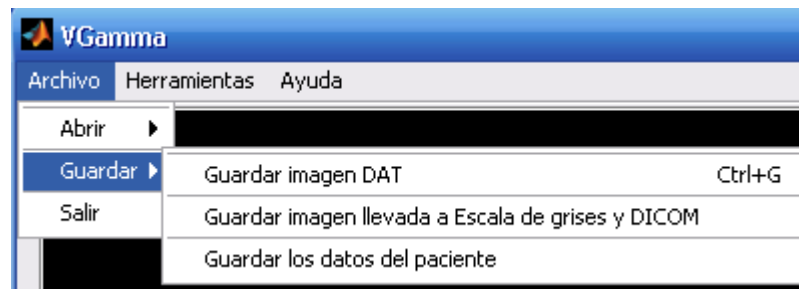 VGamma
Archivo Herramientas Ayuda
Abrir
Guardar
Salir
Guardar imagen DAT Ctrl+G
Guardar imagen llevada a Escala de grises y DICOM
Guardar los datos del paciente